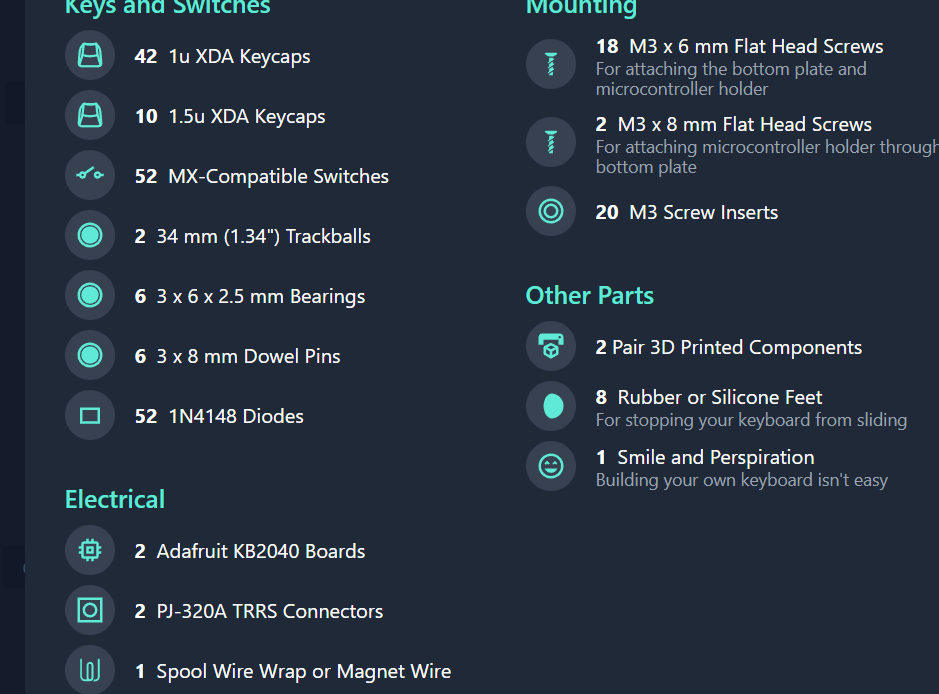 Keys and Switches
42 1u XDA Keycaps
10 1.5u XDA Keycaps
52 MX-Compatible Switches
2 34 mm (1.34") Trackballs
6 3 x 6 x 2.5 mm Bearings
6 3 x 8 mm Dowel Pins
52 1N4148 Diodes
Electrical
2 Adafruit KB2040 Boards
2 PJ-320A TRRS Connectors
1 Spool Wire Wrap or Magnet Wire
Mounting
18 M3 x 6 mm Flat Head Screws
For attaching the bottom plate and
microcontroller holder
2 M3 x 8 mm Flat Head Screws
For attaching microcontroller holder through
bottom plate
20 M3 Screw Inserts
Other Parts
2 Pair 3D Printed Components
8 Rubber or Silicone Feet
For stopping your keyboard from sliding
1 Smile and Perspiration
Building your own keyboard isn't easy